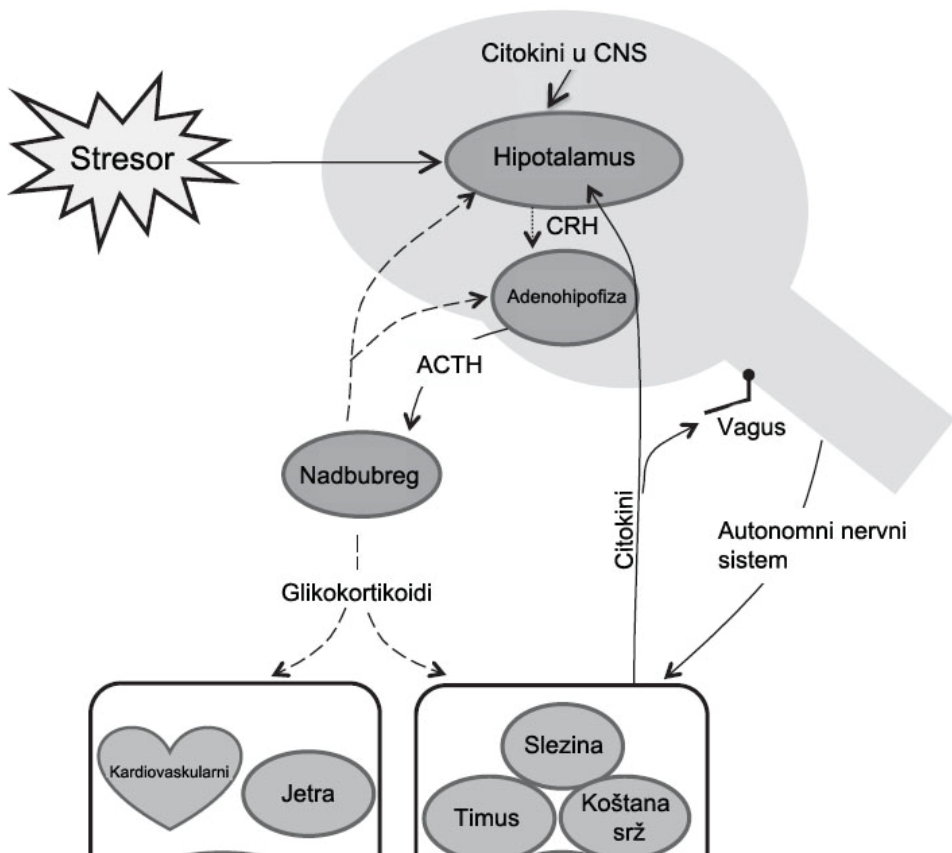 Citokini u CNS
Stresor
Hipotalamus
CRH
Adenohipofiza
ACTH
Vagus
Nadbubreg
Citokini
Autonomni nervni
sistem
Glikokortikoidi
Slezina
Kardiovaskularni
Jetra
Timus
Koštana
srž